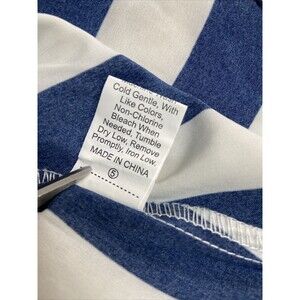 Cold Gentle, With
Like Colors,
Non-Chlorine
Bleach When
Needed, Tumble
Dry Low, Remove
Promptly, Iron Low.
MADE IN CHINA
5